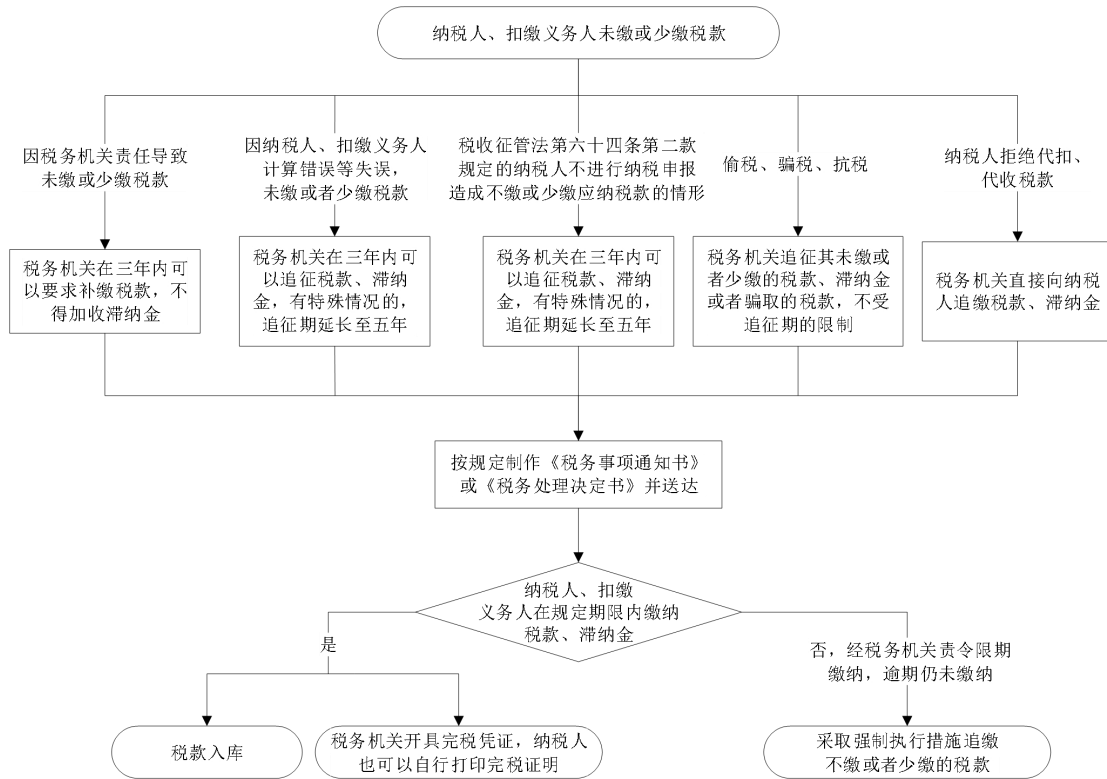 纳税人、扣缴义务人未缴或少缴税款
因税务机关责任导致
未缴或少缴税款
因纳税人、扣缴义务人
计算错误等失误，
未缴或者少缴税款
税收征管法第六十四条第二款
规定的纳税人不进行纳税申报
造成不缴或少缴应纳税款的情形
偷税、骗税、抗税
纳税人拒绝代扣、
代收税款
税务机关在三年内可
以要求补缴税款，不
得加收滞纳金
税务机关在三年内可
以追征税款、滞纳
金，有特殊情况的，
追征期延长至五年
税务机关在三年内可
以追征税款、滞纳
金，有特殊情况的，
追征期延长至五年
税务机关追征其未缴或
者少缴的税款、滞纳金
或者骗取的税款，不受
追征期的限制
税务机关直接向纳税
人追缴税款、滞纳金
按规定制作《税务事项通知书》
或《税务处理决定书》并送达
纳税人、扣缴
义务人在规定期限内缴纳
税款、滞纳金
是
否，经税务机关责令限期
缴纳，逾期仍未缴纳
税款入库
税务机关开具完税凭证，纳税人
也可以自行打印完税证明
采取强制执行措施追缴
不缴或者少缴的税款